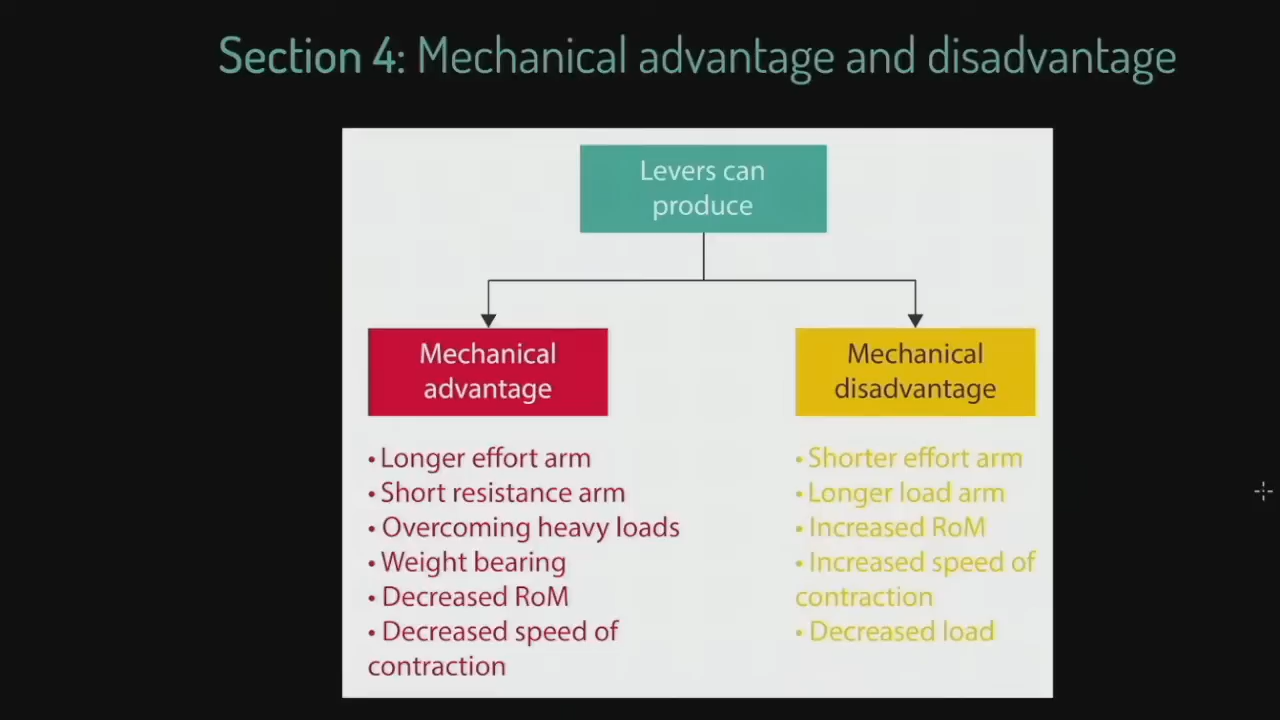 Section 4: Mechanical advantage and disadvantage
Levers can
produce
Mechanical
advantage
• Longer effort arm
• Short resistance arm
• Overcoming heavy loads
• Weight bearing
• Decreased RoM
• Decreased speed of
contraction
Mechanical
disadvantage
• Shorter effort arm
• Longer load arm
• Increased RoM
• Increased speed of
contraction
• Decreased load